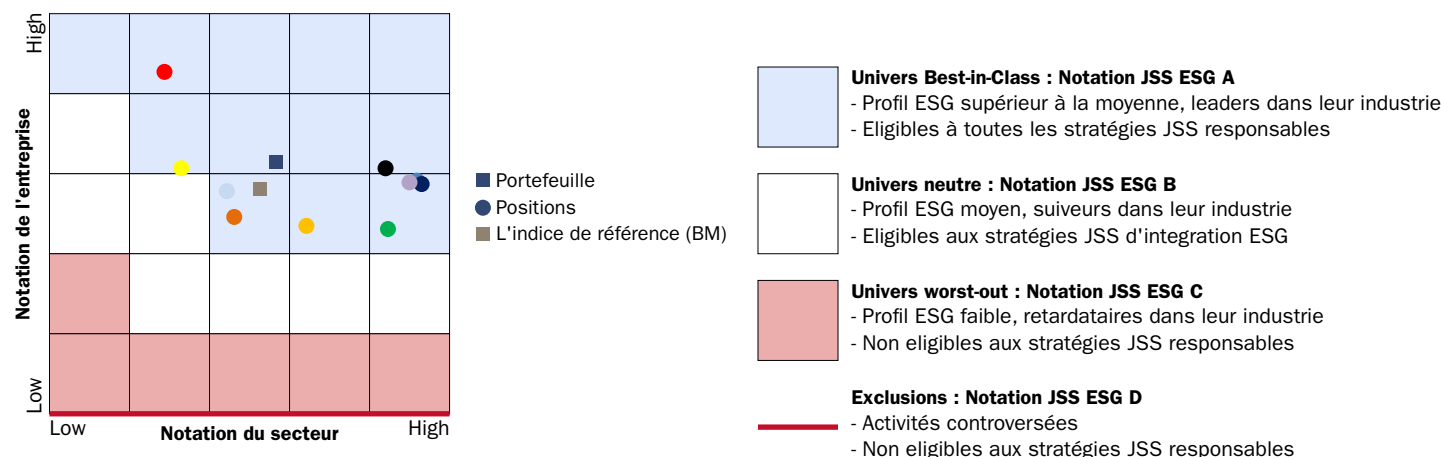 High
Notation de l'entreprise
Low
Low
Notation du secteur
High
Portefeuille
Positions
L'indice de référence (BM)
Univers Best-in-Class : Notation JSS ESG A
- Profil ESG supérieur à la moyenne, leaders dans leur industrie
- Eligibles à toutes les stratégies JSS responsables
Univers neutre : Notation JSS ESG B
- Profil ESG moyen, suiveurs dans leur industrie
- Eligibles aux stratégies JSS d'integration ESG
Univers worst-out : Notation JSS ESG C
- Profil ESG faible, retardataires dans leur industrie
- Non eligibles aux stratégies JSS responsables
Exclusions : Notation JSS ESG D
- Activités controversées
- Non eligibles aux stratégies JSS responsables